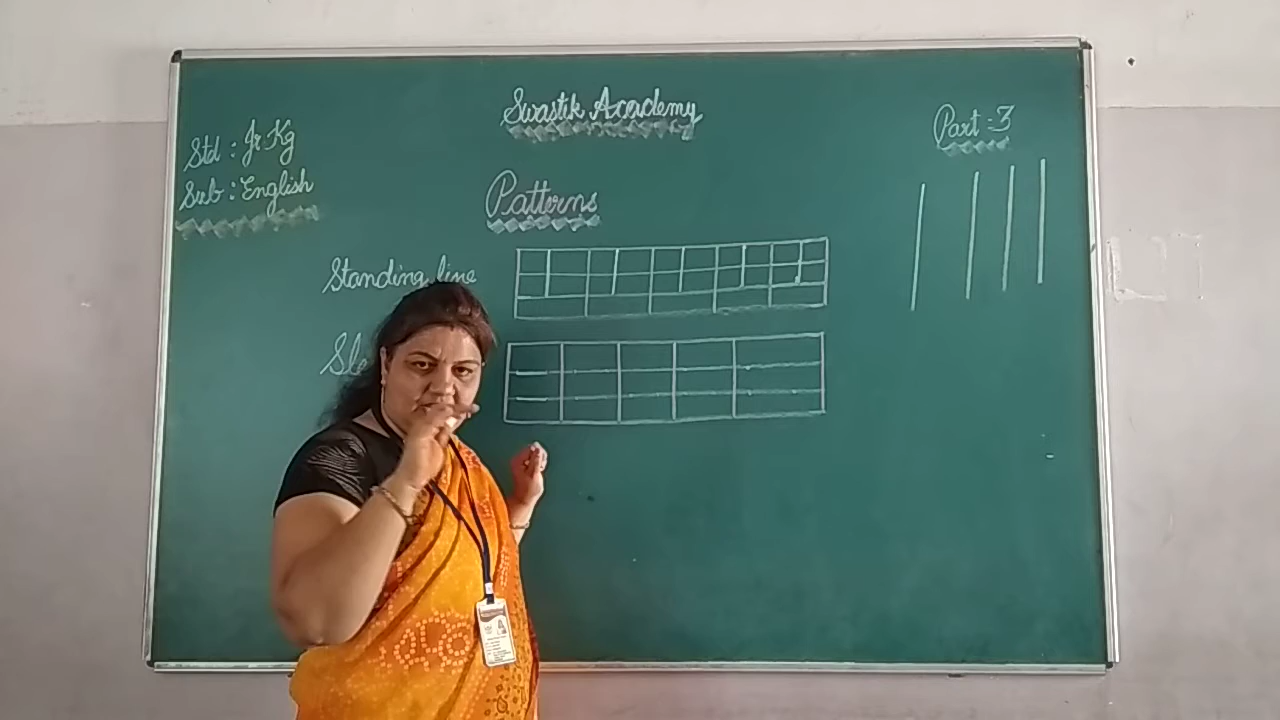 Swastik Academy
Std : Jr Kg
Sub : English
Part : 3
Patterns
Standing line